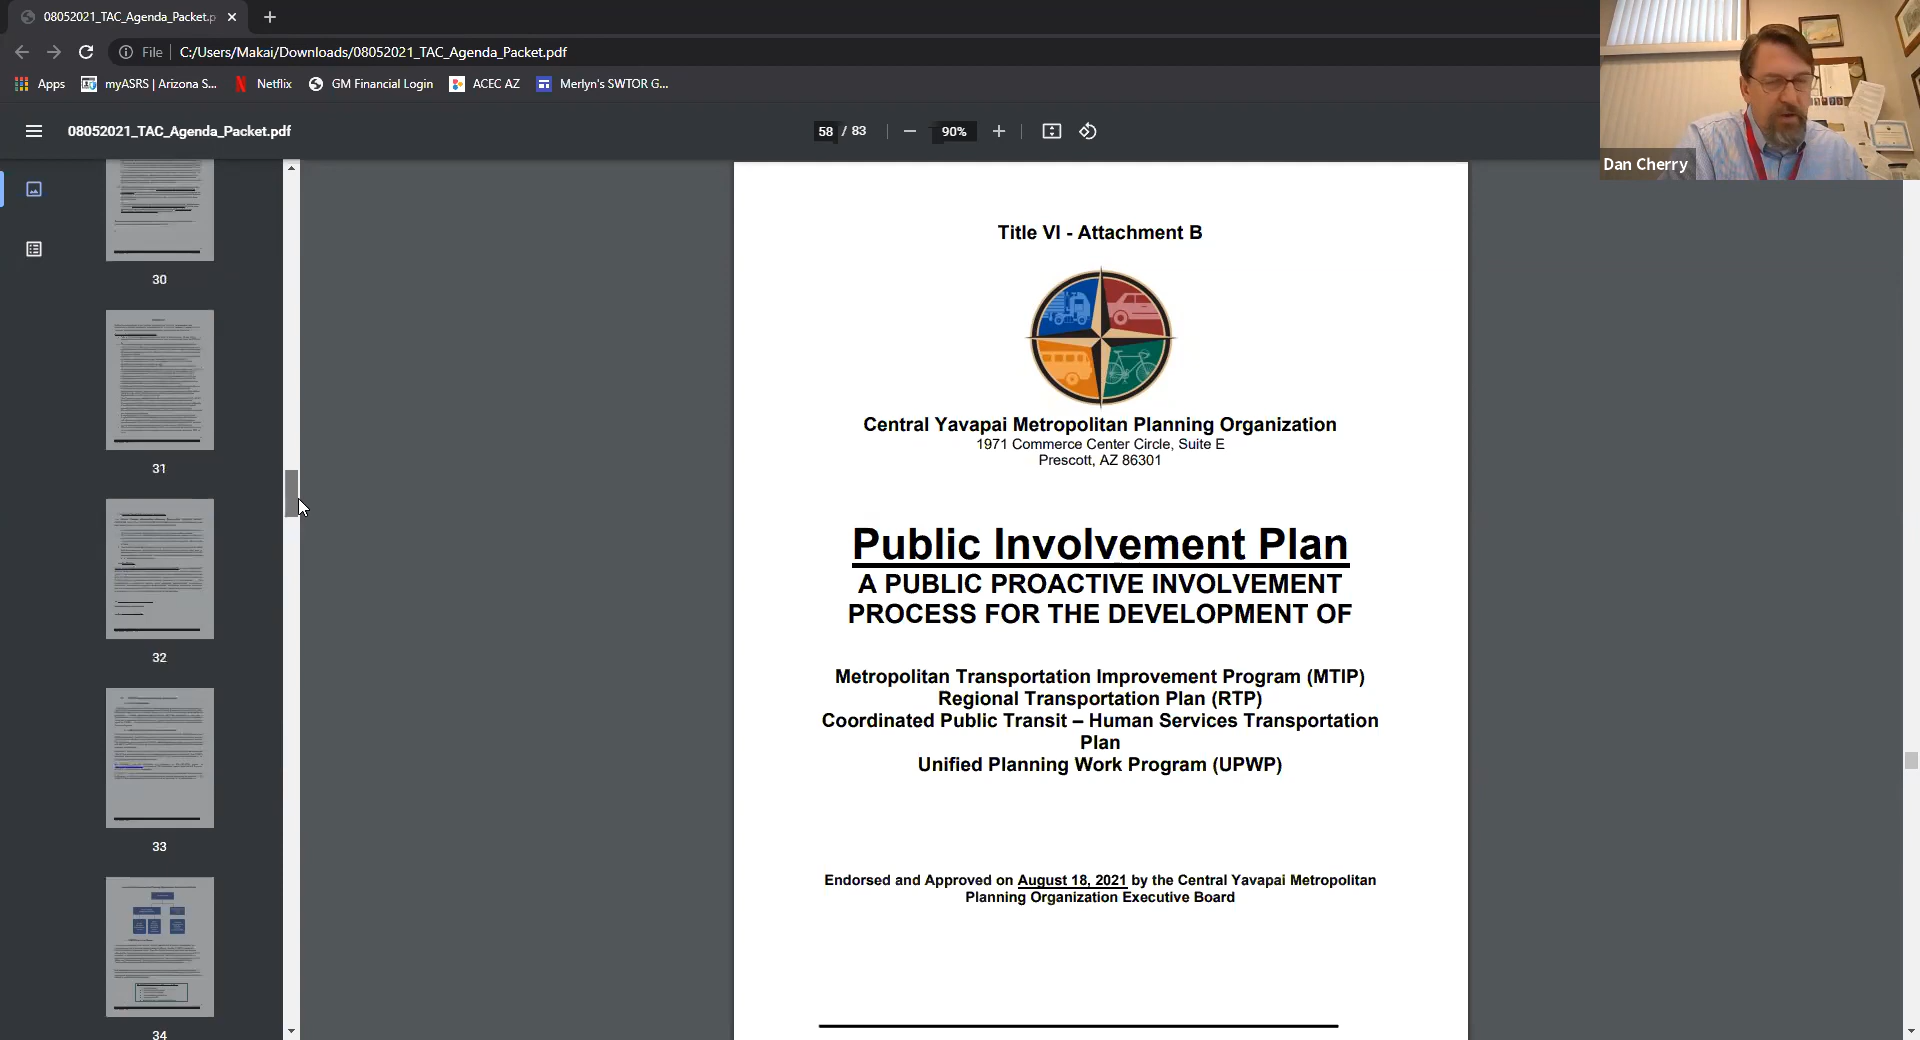 08052021_TAC_Agenda_Packet.p
File
C:/Users/Makai/Downloads/08052021_TAC_Agenda_Packet.pdf
Apps
myASRS | Arizona S...
Netflix
GM Financial Login
ACEC AZ
Merlyn's SWTOR G...
08052021_TAC_Agenda_Packet.pdf
58 / 83
90%
Dan Cherry
30
31
32
33
34
Title VI - Attachment B
Central Yavapai Metropolitan Planning Organization
1971 Commerce Center Circle, Suite E
Prescott, AZ 86301
Public Involvement Plan
A PUBLIC PROACTIVE INVOLVEMENT
PROCESS FOR THE DEVELOPMENT OF
Metropolitan Transportation Improvement Program (MTIP)
Regional Transportation Plan (RTP)
Coordinated Public Transit – Human Services Transportation
Plan
Unified Planning Work Program (UPWP)
Endorsed and Approved on August 18, 2021 by the Central Yavapai Metropolitan
Planning Organization Executive Board